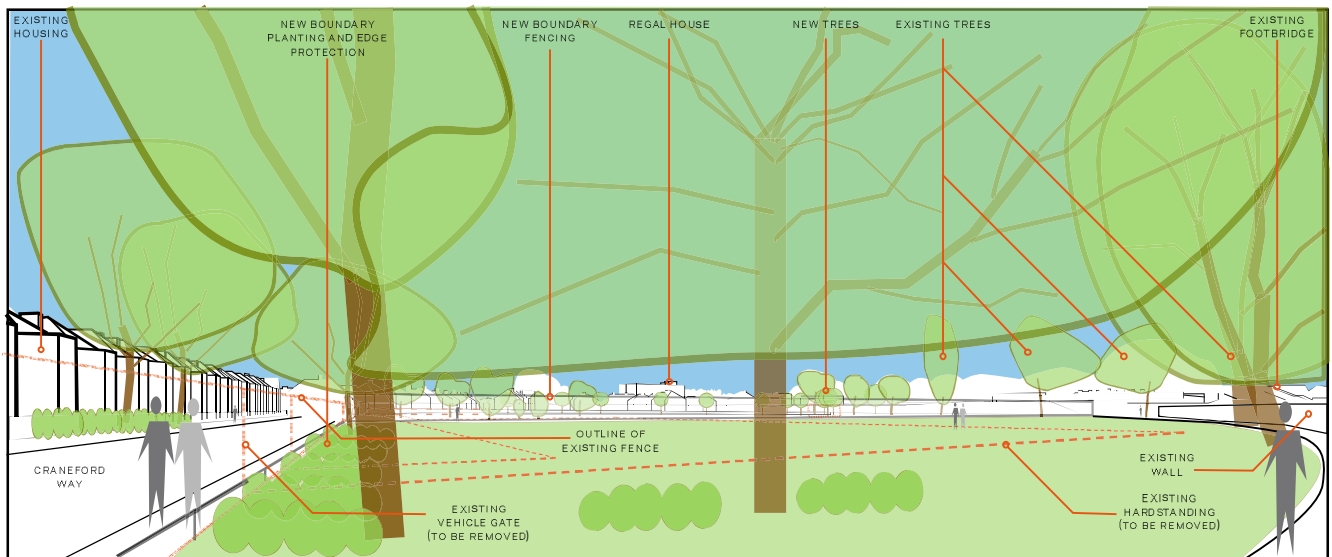 EXISTING
HOUSING
NEW BOUNDARY
PLANTING AND EDGE
PROTECTION
NEW BOUNDARY
FENCING
REGAL HOUSE
NEW TREES
EXISTING TREES
EXISTING
FOOTBRIDGE
OUTLINE OF
EXISTING FENCE
CRANEFORD
WAY
EXISTING
WALL
EXISTING
VEHICLE GATE
(TO BE REMOVED)
EXISTING
HARDSTANDING
(TO BE REMOVED)